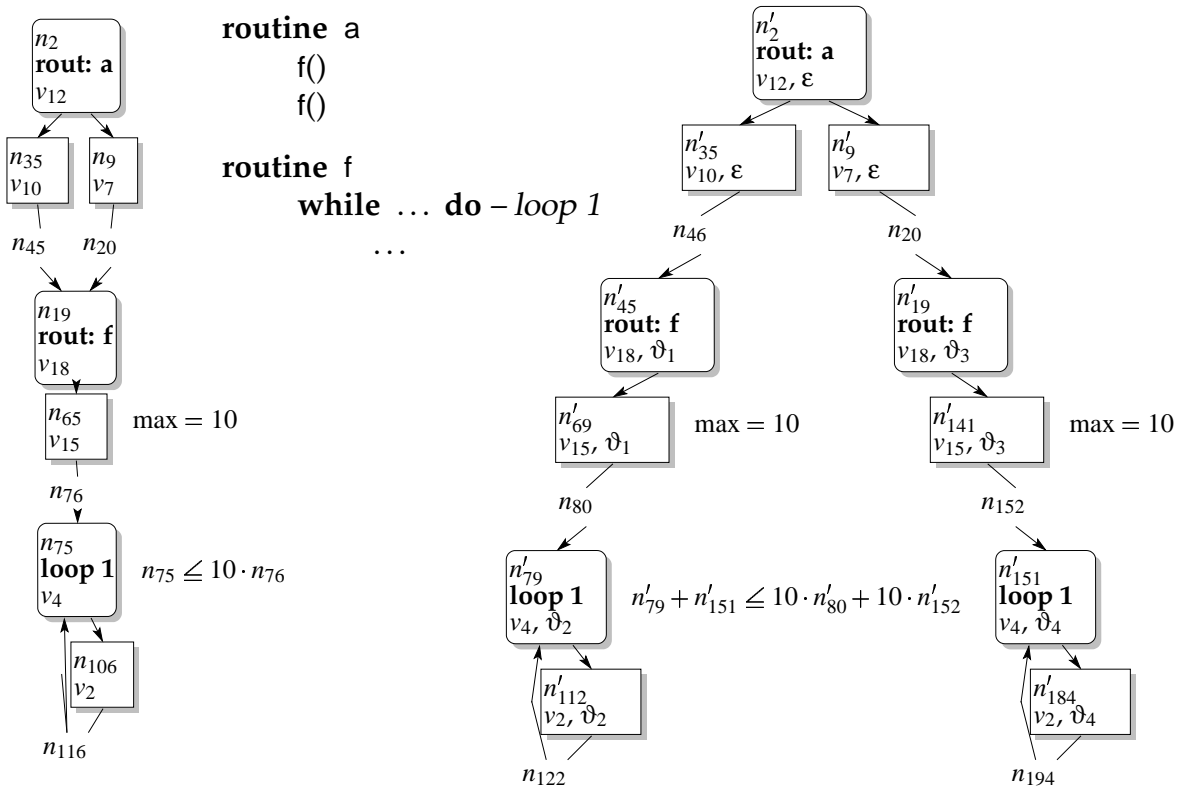 n₂
rout: a
v₁₂
n₃₅
v₁₀
n₉
v₇
n₄₅
n₂₀
n₁₉
rout: f
v₁₈
n₆₅
v₁₅
max = 10
n₇₆
n₇₅
loop 1
v₄
n₇₅ ≦ 10 · n₇₆
n₁₀₆
v₂
n₁₁₆
routine a
f()
f()
routine f
while … do – loop 1
…
n′₂
rout: a
v₁₂, ε
n′₃₅
v₁₀, ε
n′₉
v₇, ε
n₄₆
n₂₀
n′₄₅
rout: f
v₁₈, ϑ₁
n′₁₉
rout: f
v₁₈, ϑ₃
n′₆₉
v₁₅, ϑ₁
max = 10
n′₁₄₁
v₁₅, ϑ₃
max = 10
n₈₀
n₁₅₂
n′₇₉
loop 1
v₄, ϑ₂
n′₇₉ + n′₁₅₁ ≦ 10 · n′₈₀ + 10 · n′₁₅₂
n′₁₅₁
loop 1
v₄, ϑ₄
n′₁₁₂
v₂, ϑ₂
n′₁₈₄
v₂, ϑ₄
n₁₂₂
n₁₉₄